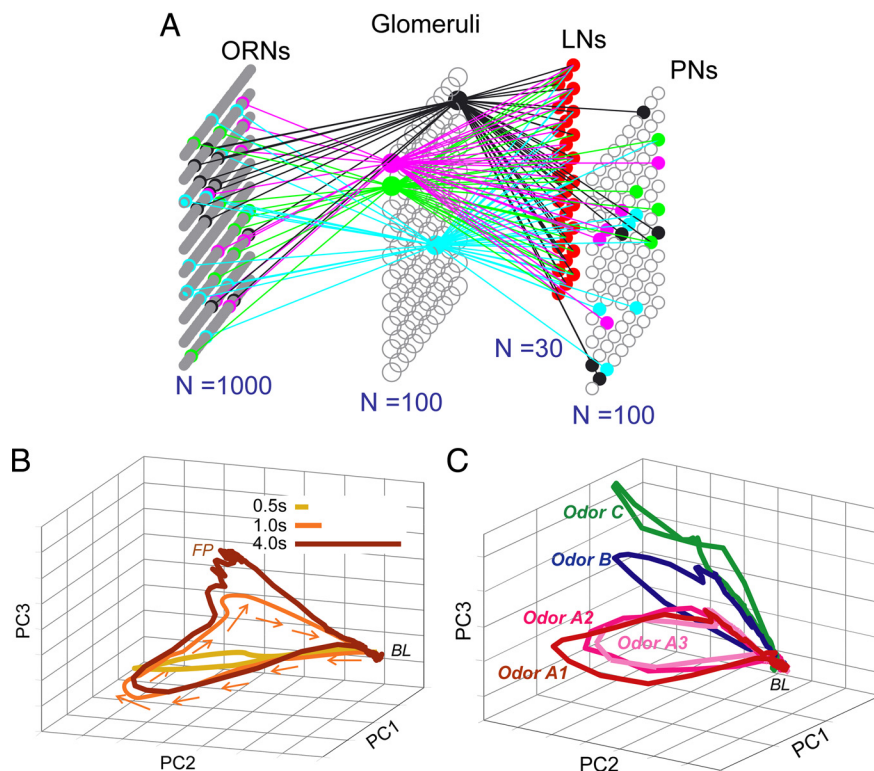 A
Glomeruli
ORNs
LNs
PNs
N =1000
N =100
N =30
N =100
B
PC3
0.5s
1.0s
4.0s
FP
BL
PC2
PC1
C
PC3
Odor C
Odor B
Odor A2
Odor A3
Odor A1
BL
PC2
PC1